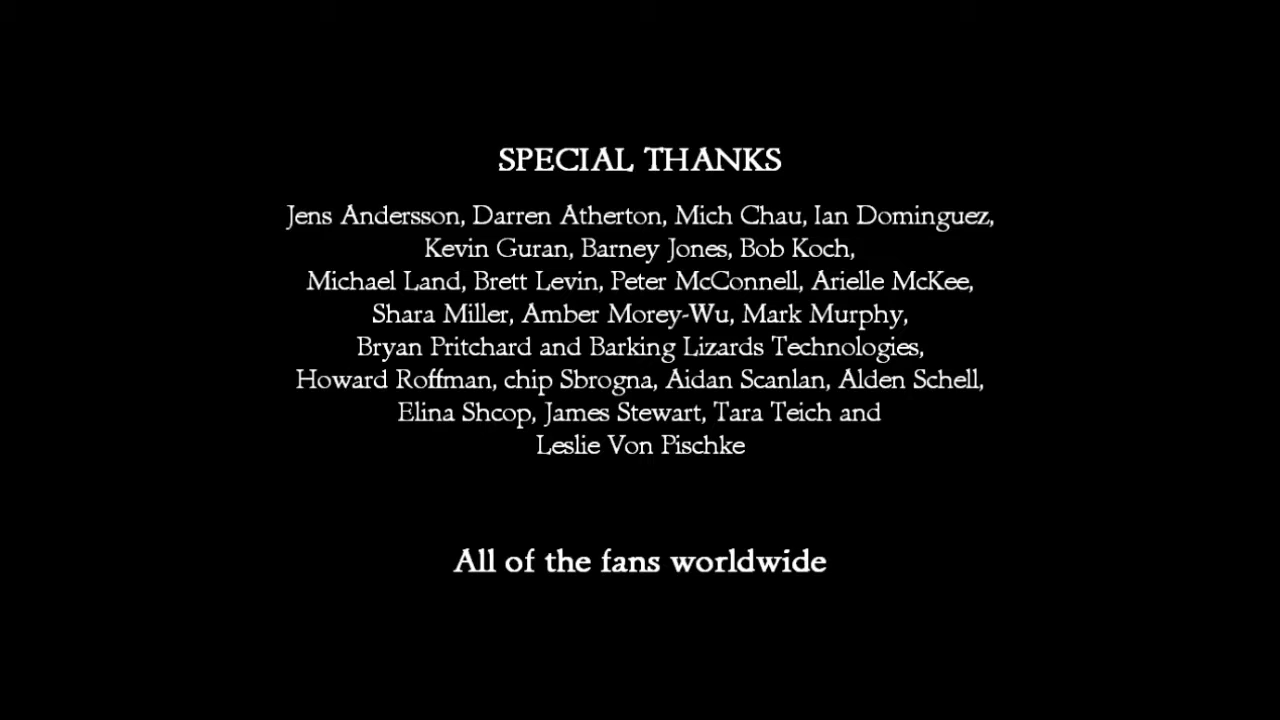 SPECIAL THANKS
Jens Andersson, Darren Atherton, Mich Chau, Ian Dominguez,
Kevin Guran, Barney Jones, Bob Koch,
Michael Land, Brett Levin, Peter McConnell, Arielle McKee,
Shara Miller, Amber Morey-Wu, Mark Murphy,
Bryan Pritchard and Barking Lizards Technologies,
Howard Roffman, chip Sbrogna, Aidan Scanlan, Alden Schell,
Elina Shcop, James Stewart, Tara Teich and
Leslie Von Pischke
All of the fans worldwide